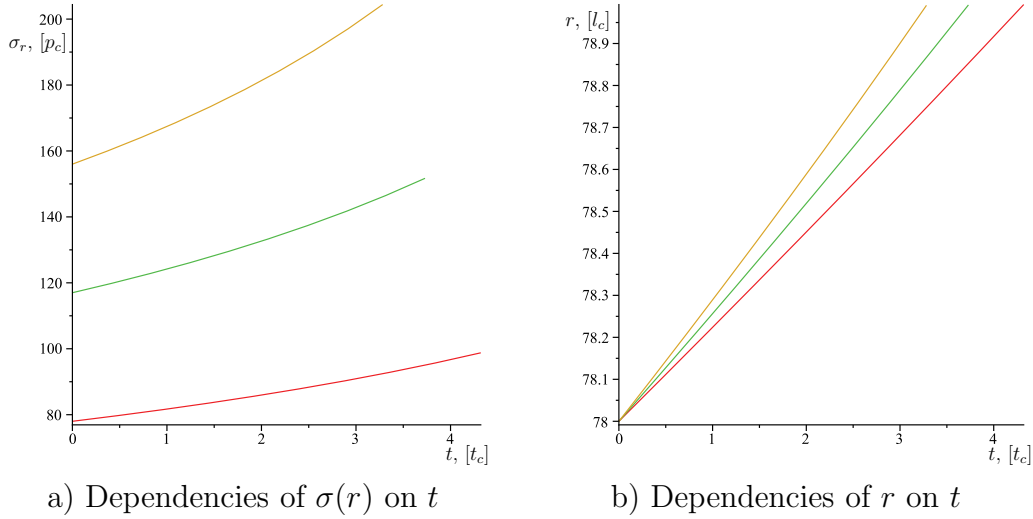 σ_r, [p_c]
200
180
160
140
120
100
80
0 1 2 3 4
t, [t_c]
a) Dependencies of σ(r) on t
r, [l_c]
78.9
78.8
78.7
78.6
78.5
78.4
78.3
78.2
78.1
78
0 1 2 3 4
t, [t_c]
b) Dependencies of r on t